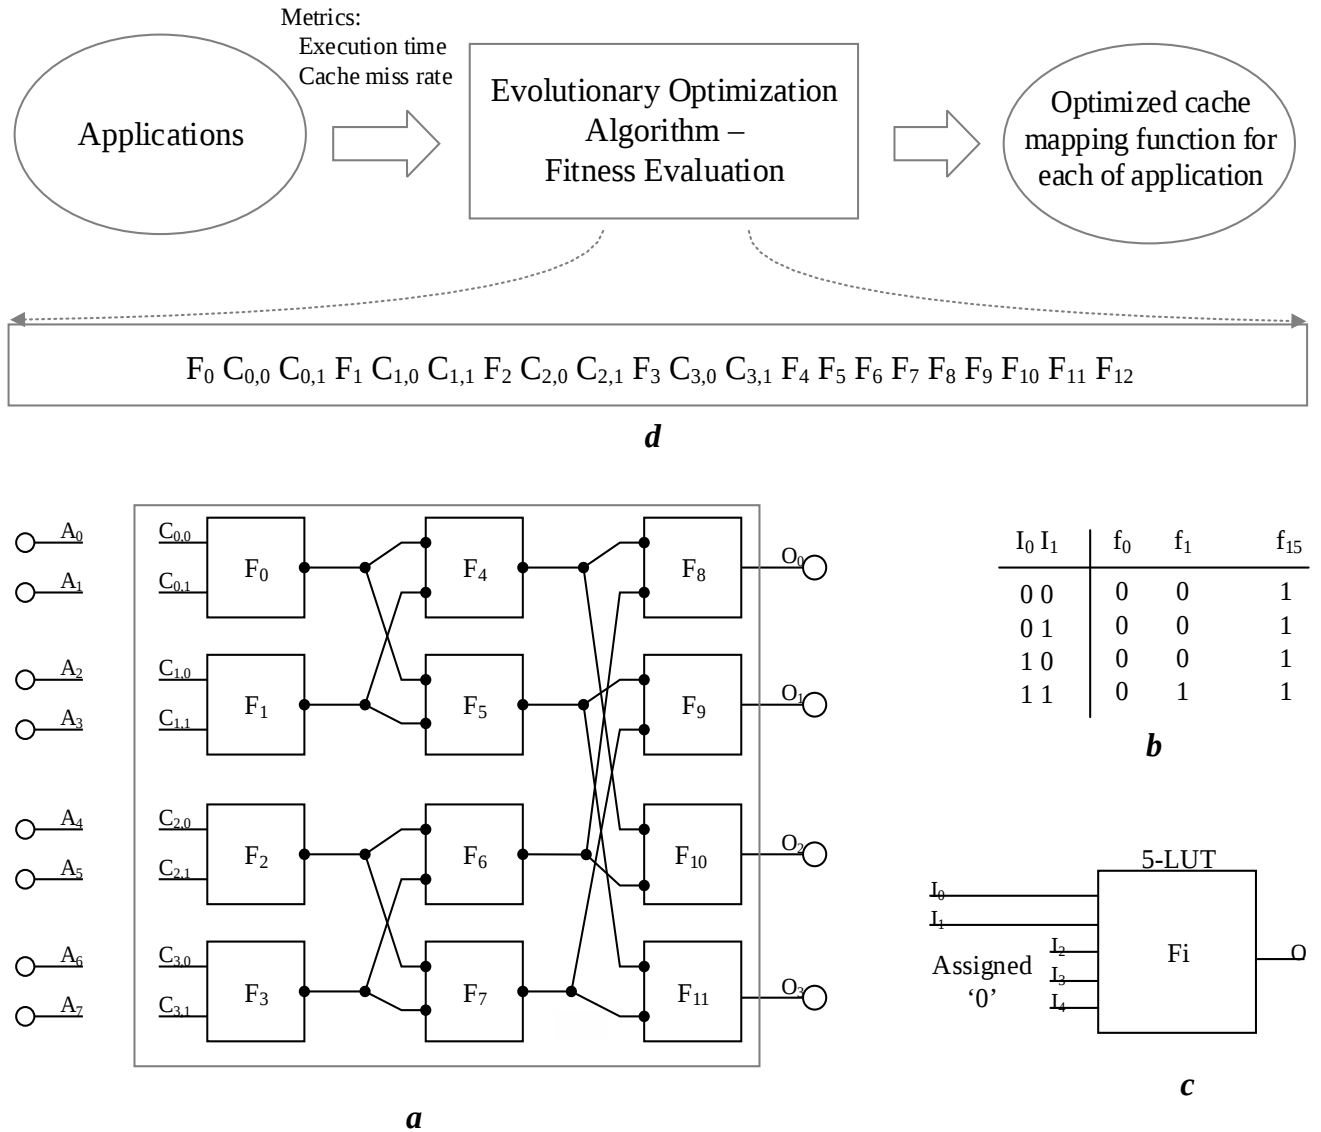 Metrics:
Execution time
Cache miss rate
Applications
Evolutionary Optimization
Algorithm –
Fitness Evaluation
Optimized cache
mapping function for
each of application
F0 C0,0 C0,1 F1 C1,0 C1,1 F2 C2,0 C2,1 F3 C3,0 C3,1 F4 F5 F6 F7 F8 F9 F10 F11 F12
d
A0 C0,0 F0 F4 F8 O0
A1 C0,1
A2 C1,0 F1 F5 F9 O1
A3 C1,1
A4 C2,0 F2 F6 F10 O2
A5 C2,1
A6 C3,0 F3 F7 F11 O3
A7 C3,1
a
I0 I1 f0 f1 f15
0 0 0 0 1
0 1 0 0 1
1 0 0 0 1
1 1 0 1 1
b
5-LUT
I0
I1
I2
I3
I4
Assigned
‘0’
Fi
O
c